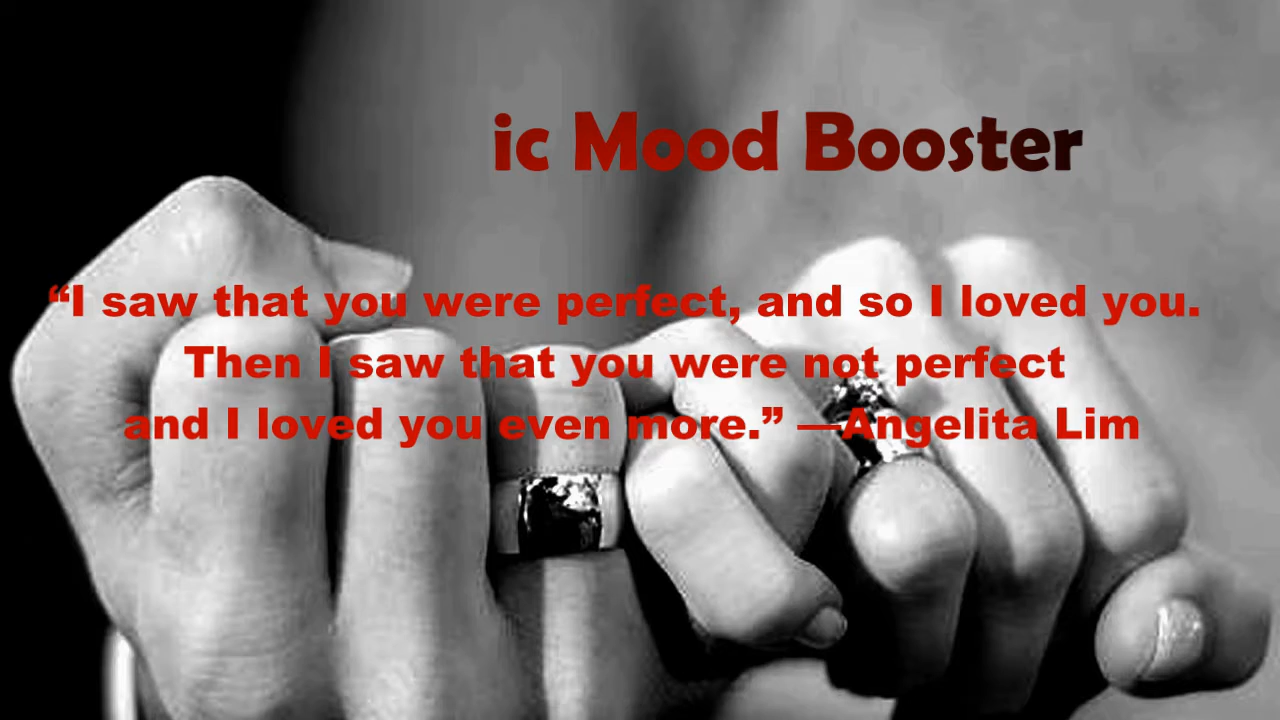 ic Mood Booster
“I saw that you were perfect, and so I loved you.
Then I saw that you were not perfect
and I loved you even more.” —Angelita Lim